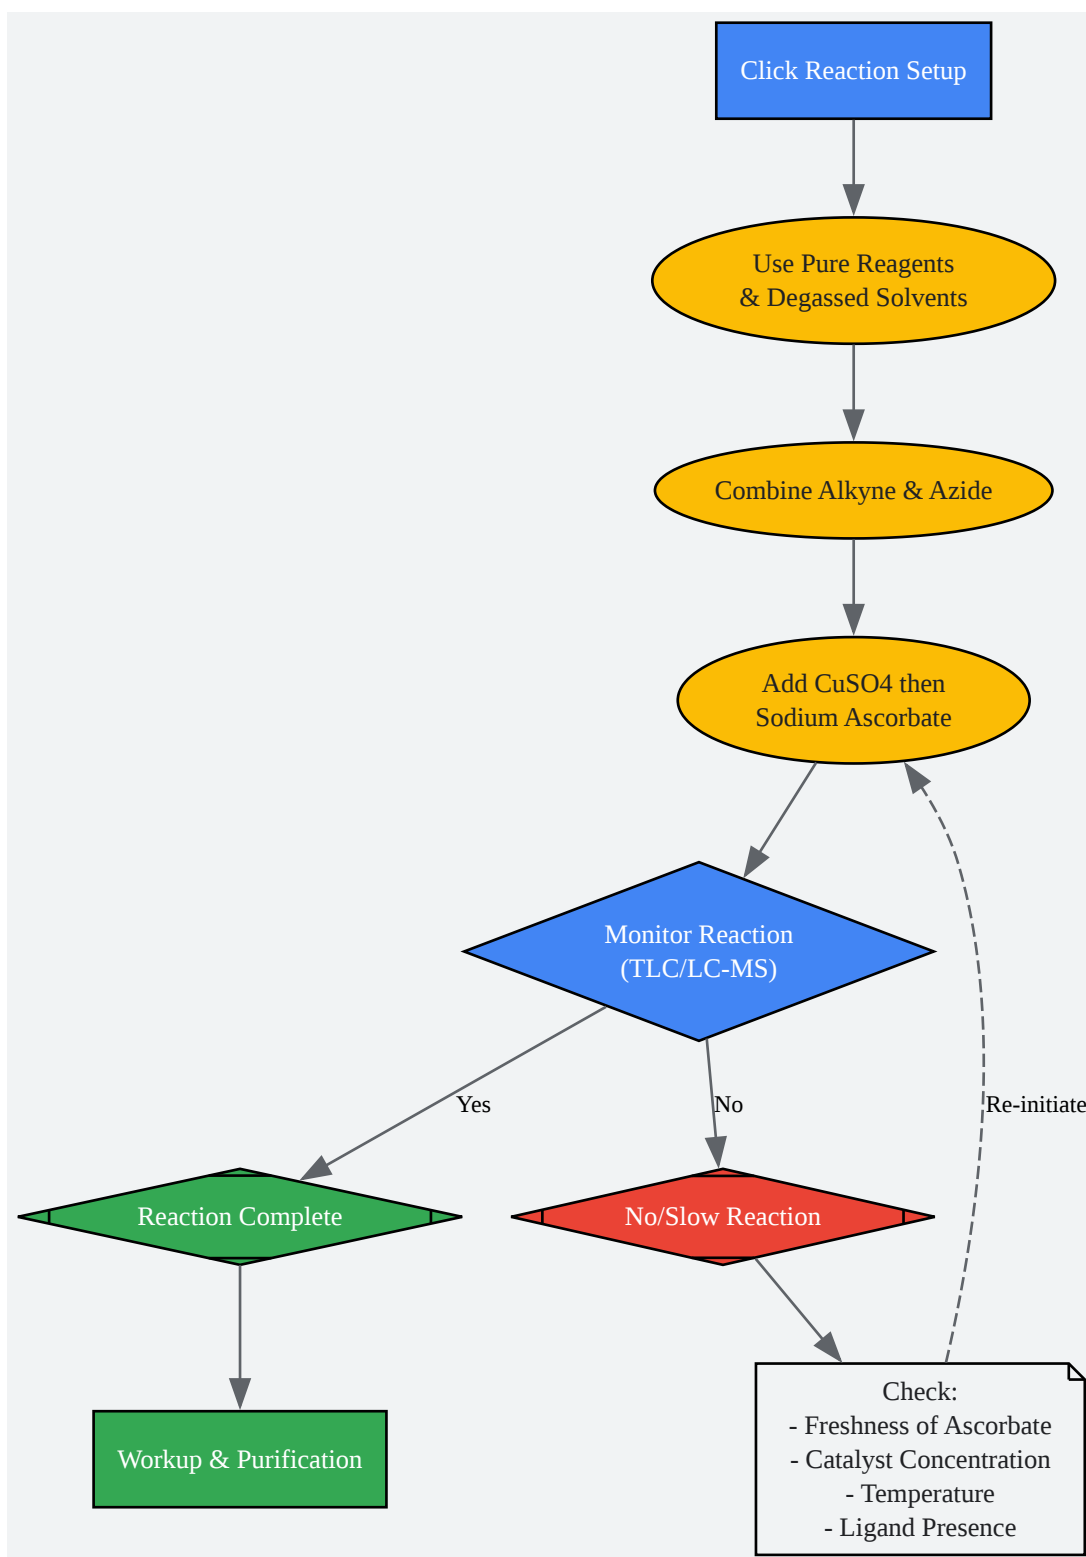 Click Reaction Setup
Use Pure Reagents
& Degassed Solvents
Combine Alkyne & Azide
Add CuSO4 then
Sodium Ascorbate
Monitor Reaction
(TLC/LC-MS)
Yes
No
Re-initiate
Reaction Complete
No/Slow Reaction
Workup & Purification
Check:
- Freshness of Ascorbate
- Catalyst Concentration
- Temperature
- Ligand Presence